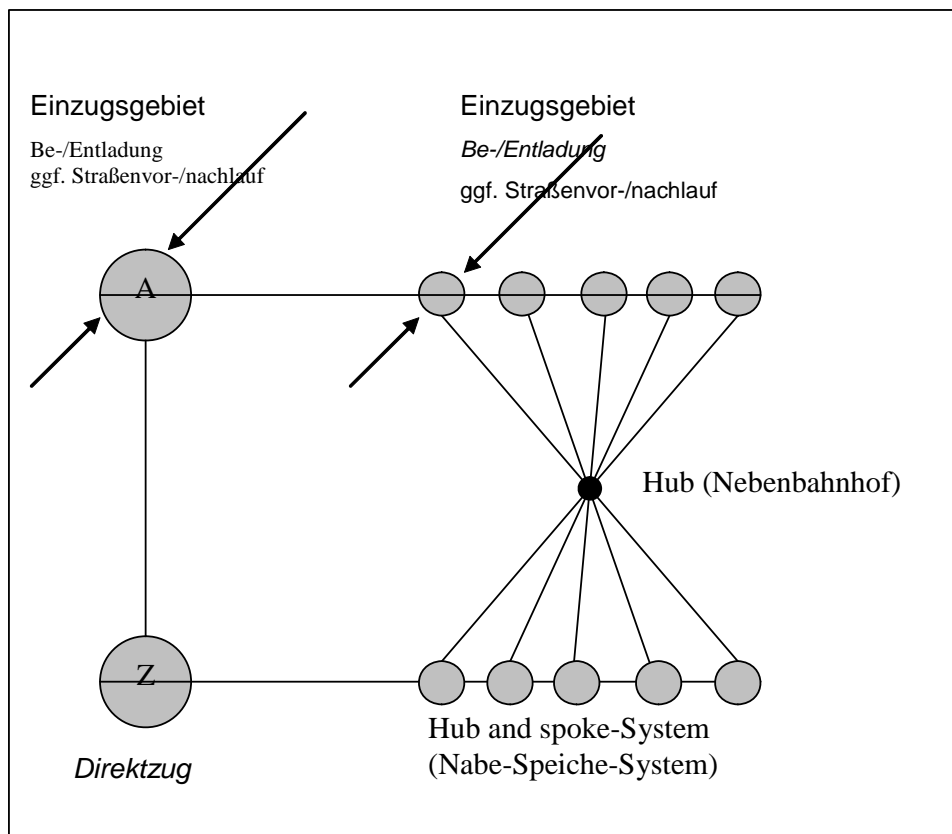 Einzugsgebiet
Be-/Entladung
ggf. Straßenvor-/nachlauf
Einzugsgebiet
Be-/Entladung
ggf. Straßenvor-/nachlauf
A
Hub (Nebenbahnhof)
Z
Direktzug
Hub and spoke-System
(Nabe-Speiche-System)